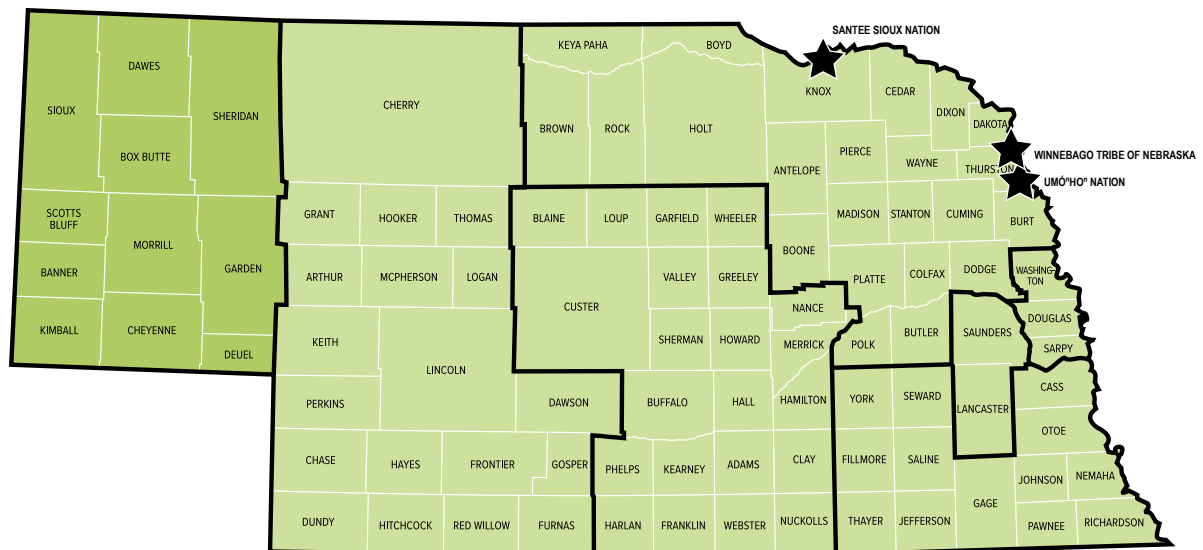 SANTEE SIOUX NATION
KEYA PAHA
BOYD
DAWES
CHERRY
KNOX
CEDAR
SIOUX
SHERIDAN
DIXON
DAKOTA
BROWN
ROCK
HOLT
BOX BUTTE
PIERCE
WINNEBAGO TRIBE OF NEBRASKA
WAYNE
ANTELOPE
THURSTON
UMÓⁿHOⁿ NATION
SCOTTS
BLUFF
GRANT
HOOKER
THOMAS
BLAINE
LOUP
GARFIELD
WHEELER
MADISON
STANTON
CUMING
BURT
MORRILL
BOONE
BANNER
GARDEN
ARTHUR
MCPHERSON
LOGAN
VALLEY
GREELEY
PLATTE
COLFAX
DODGE
WASHING-
TON
CUSTER
NANCE
KIMBALL
CHEYENNE
DOUGLAS
KEITH
SHERMAN
HOWARD
MERRICK
POLK
BUTLER
SAUNDERS
SARPY
DEUEL
LINCOLN
CASS
PERKINS
DAWSON
BUFFALO
HALL
HAMILTON
YORK
SEWARD
LANCASTER
OTOE
CHASE
HAYES
FRONTIER
GOSPER
PHELPS
KEARNEY
ADAMS
CLAY
FILLMORE
SALINE
JOHNSON
NEMAHA
GAGE
DUNDY
HITCHCOCK
RED WILLOW
FURNAS
HARLAN
FRANKLIN
WEBSTER
NUCKOLLS
THAYER
JEFFERSON
PAWNEE
RICHARDSON